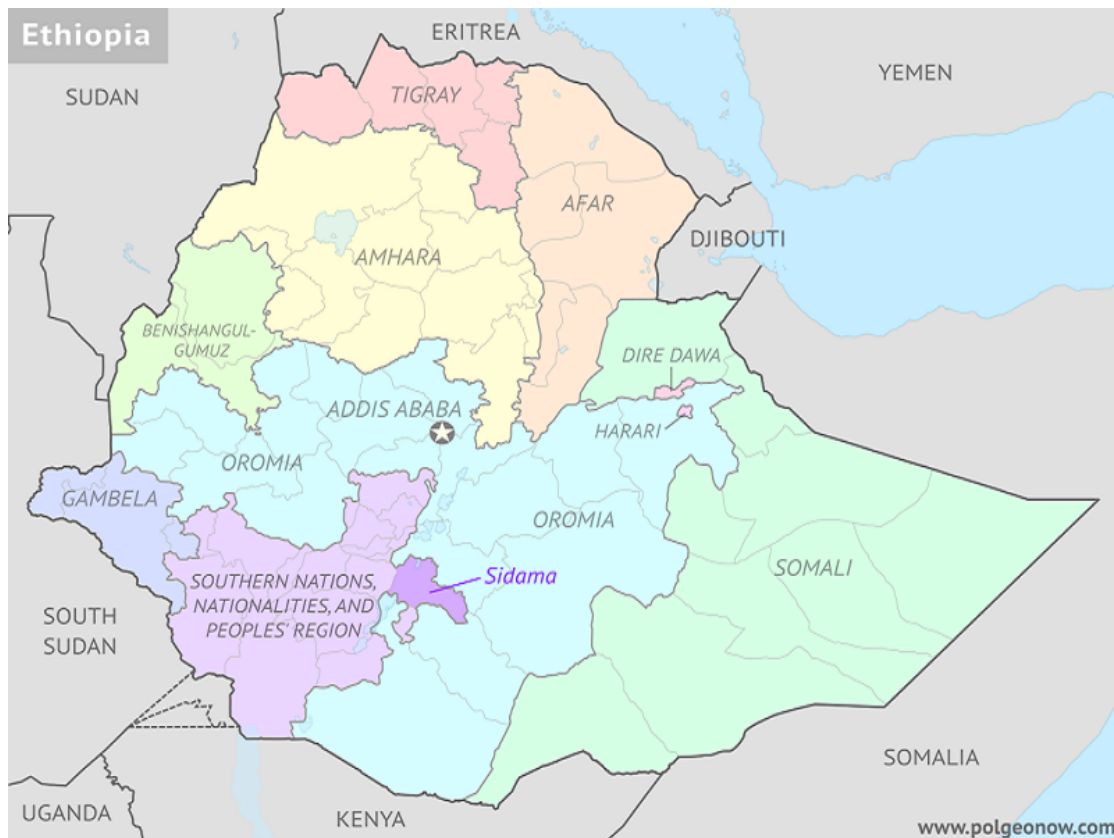 Ethiopia
ERITREA
YEMEN
SUDAN
TIGRAY
AFAR
DJIBOUTI
AMHARA
BENISHANGUL-
GUMUZ
DIRE DAWA
ADDIS ABABA
HARARI
OROMIA
GAMBELA
OROMIA
SOMALI
Sidama
SOUTHERN NATIONS,
NATIONALITIES, AND
PEOPLES' REGION
SOUTH
SUDAN
SOMALIA
UGANDA
KENYA
www.polgeonow.com